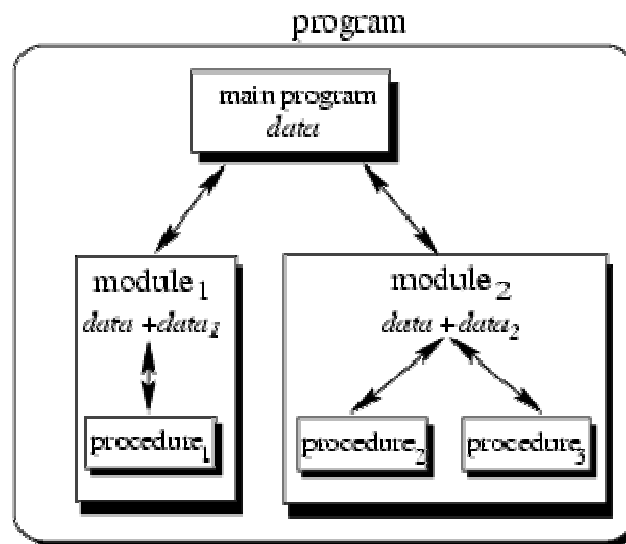 program
main program
data
module1
data +data1
procedure1
module2
data + data2
procedure2
procedure3